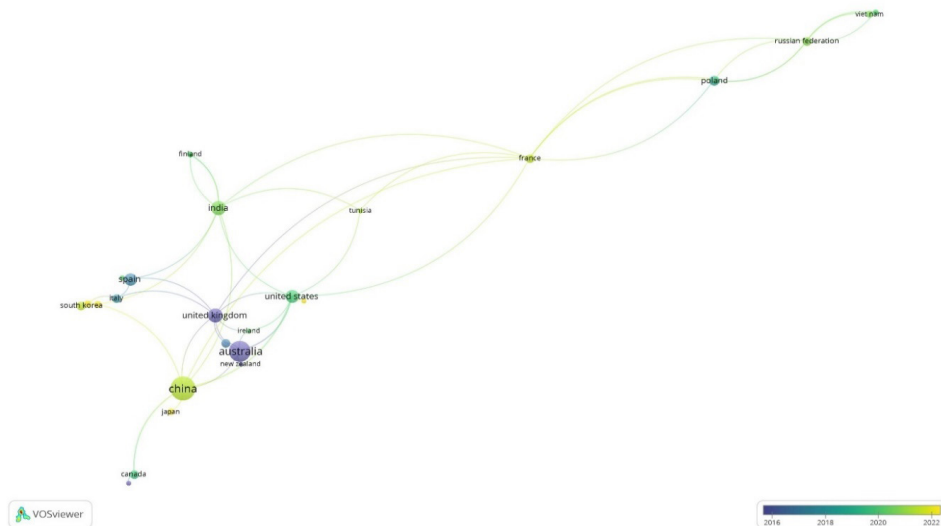 viet nam
russian federation
poland
finland
france
india
tunisia
spain
italy
south korea
united states
united kingdom
ireland
australia
new zealand
china
japan
canada
VOSviewer
2016 2018 2020 2022